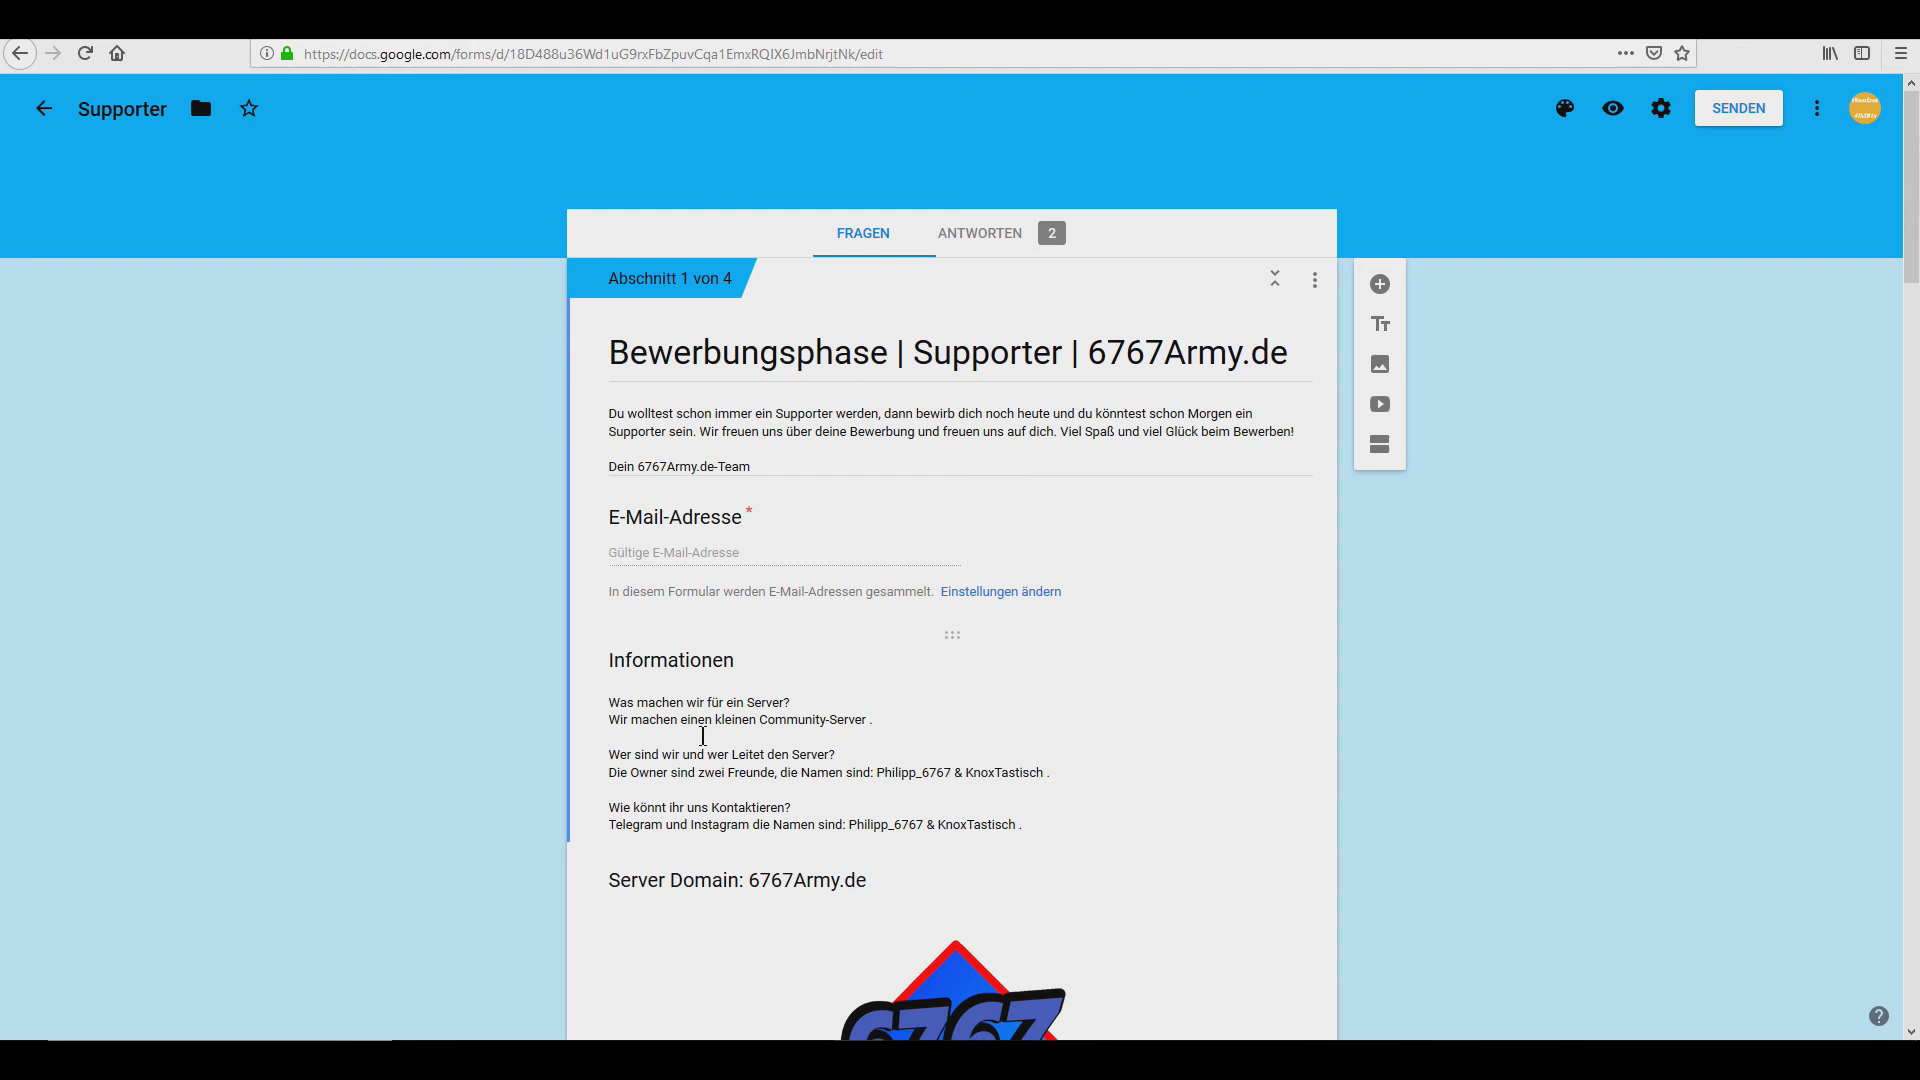 https://docs.google.com/forms/d/18D488u36Wd1uG9rxFbZpuvCqa1EmxRQIX6JmbNrjtNk/edit
Supporter
SENDEN
FRAGEN ANTWORTEN 2
Abschnitt 1 von 4
Bewerbungsphase | Supporter | 6767Army.de
Du wolltest schon immer ein Supporter werden, dann bewirb dich noch heute und du könntest schon Morgen ein
Supporter sein. Wir freuen uns über deine Bewerbung und freuen uns auf dich. Viel Spaß und viel Glück beim Bewerben!
Dein 6767Army.de-Team
E-Mail-Adresse *
Gültige E-Mail-Adresse
In diesem Formular werden E-Mail-Adressen gesammelt. Einstellungen ändern
Informationen
Was machen wir für ein Server?
Wir machen einen kleinen Community-Server .
Wer sind wir und wer Leitet den Server?
Die Owner sind zwei Freunde, die Namen sind: Philipp_6767 & KnoxTastisch .
Wie könnt ihr uns Kontaktieren?
Telegram und Instagram die Namen sind: Philipp_6767 & KnoxTastisch .
Server Domain: 6767Army.de
6767